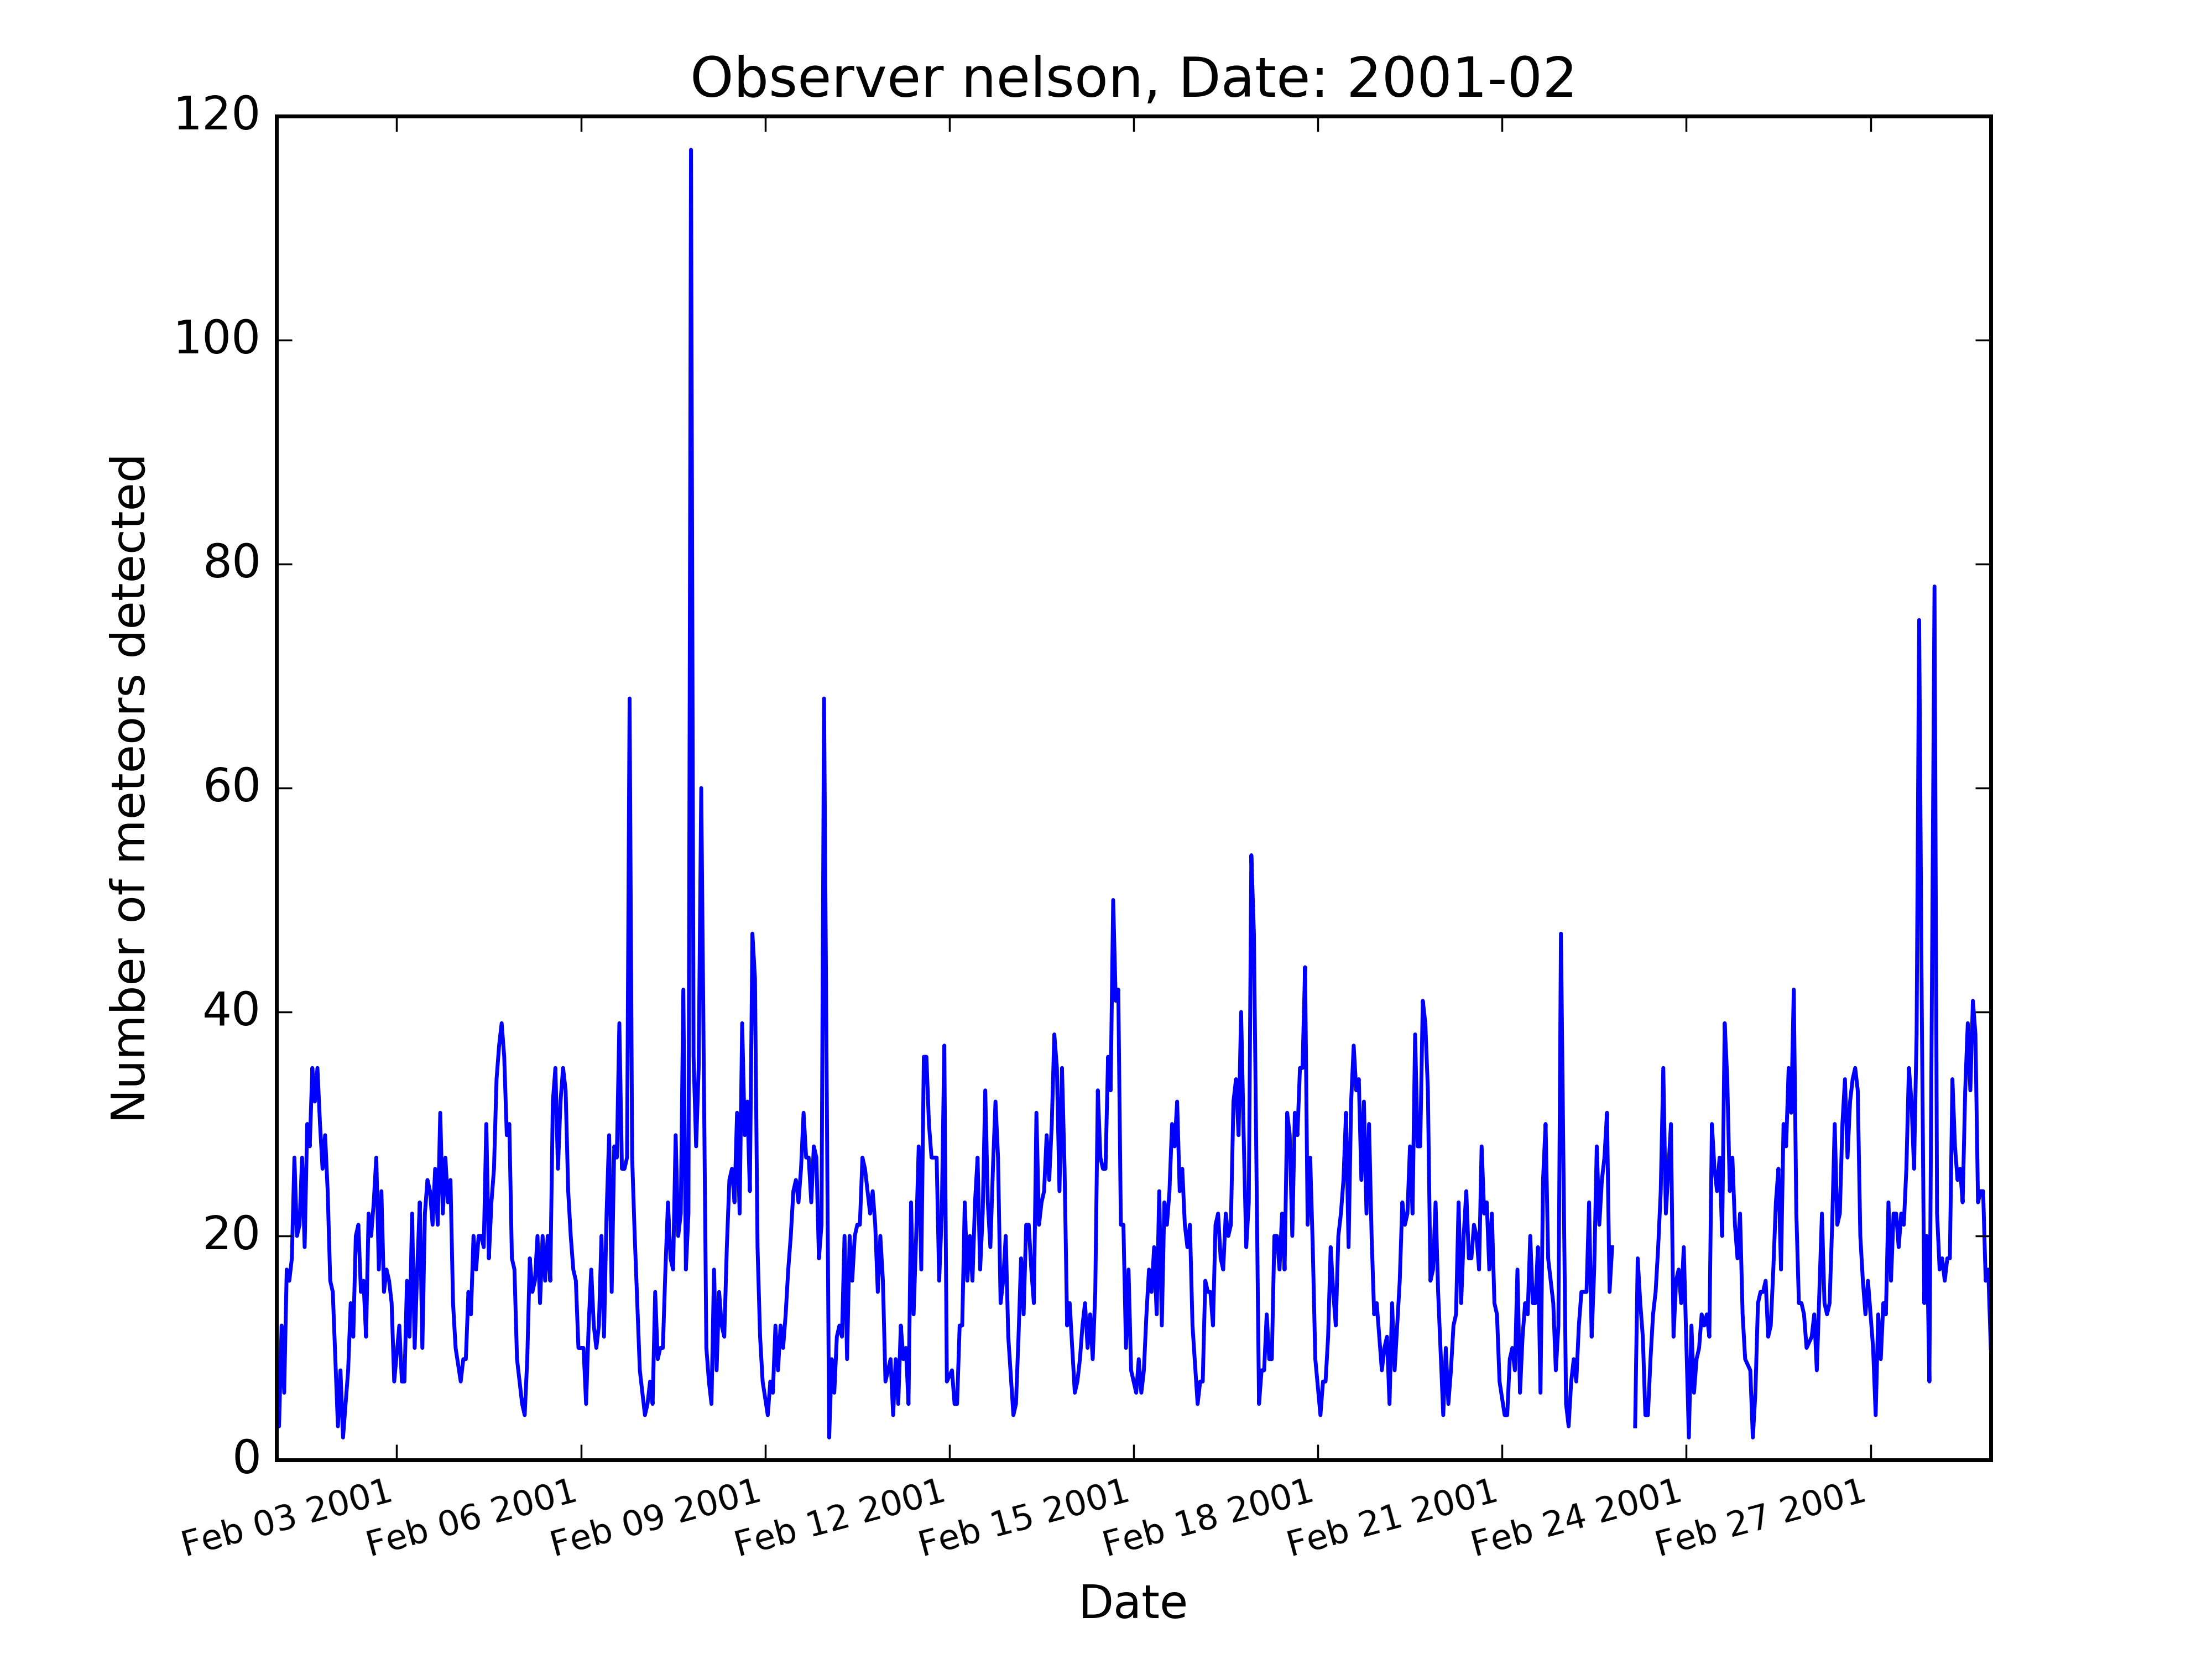 Observer nelson, Date: 2001-02
120
100
80
60
40
20
0
Number of meteors detected
Feb 03 2001
Feb 06 2001
Feb 09 2001
Feb 12 2001
Feb 15 2001
Feb 18 2001
Feb 21 2001
Feb 24 2001
Feb 27 2001
Date